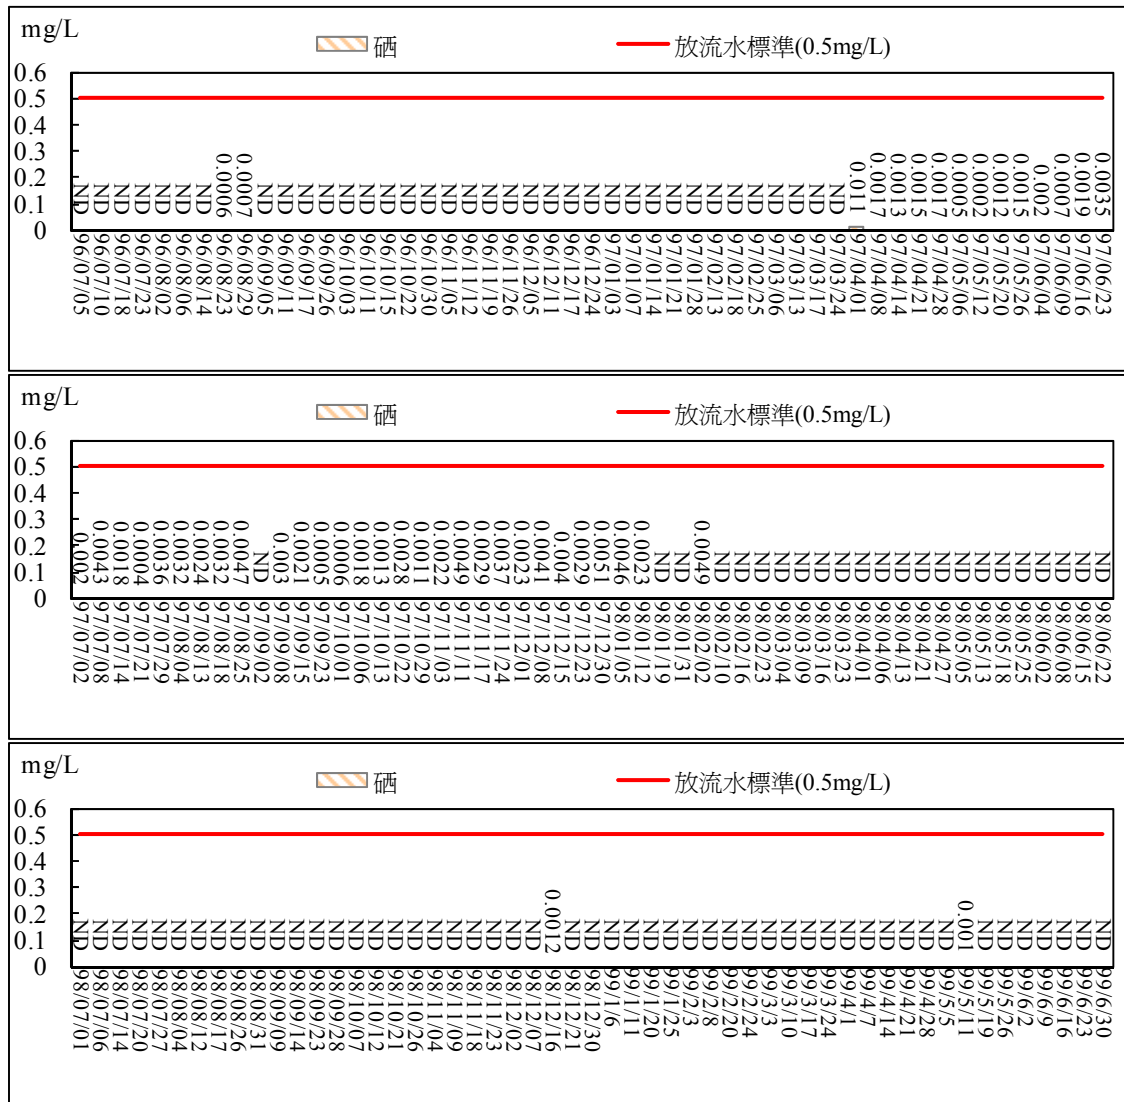 mg/L
硒
放流水標準(0.5mg/L)
0.6
0.5
0.4
0.3
0.2
0.1
0
ND ND ND ND ND ND ND 0.0006 0.0007 ND ND ND ND ND ND ND ND ND ND ND ND ND ND ND ND ND ND ND ND ND ND ND ND ND ND ND ND ND 0.011 0.0017 0.0013 0.0015 0.0017 0.0005 0.0002 0.0012 0.0015 0.002 0.0007 0.0019 0.0035
96/07/05 96/07/10 96/07/18 96/07/23 96/08/02 96/08/06 96/08/14 96/08/23 96/08/29 96/09/05 96/09/11 96/09/17 96/09/26 96/10/03 96/10/11 96/10/15 96/10/22 96/10/30 96/11/05 96/11/12 96/11/19 96/11/26 96/12/05 96/12/17 96/12/24 97/01/03 97/01/07 97/01/14 97/01/21 97/01/28 97/02/13 97/02/18 97/02/25 97/03/06 97/03/13 97/03/17 97/03/24 97/04/01 97/04/08 97/04/14 97/04/21 97/04/28 97/05/06 97/05/12 97/05/20 97/05/26 97/06/04 97/06/09 97/06/16 97/06/23
mg/L
硒
放流水標準(0.5mg/L)
0.6
0.5
0.4
0.3
0.2
0.1
0
0.002 0.0043 0.0018 0.0004 0.0036 0.0032 0.0024 0.0032 0.0047 ND 0.003 0.0021 0.0005 0.0006 0.0018 0.0013 0.0028 0.0011 0.0022 0.0049 0.0029 0.0037 0.0023 0.0041 0.004 0.0029 0.0051 0.0046 0.0023 ND ND 0.0049 ND ND ND ND ND ND ND ND ND ND ND ND ND ND ND ND ND ND ND ND
97/07/02 97/07/08 97/07/14 97/07/21 97/07/29 97/08/04 97/08/13 97/08/18 97/08/25 97/09/02 97/09/08 97/09/15 97/09/23 97/10/01 97/10/06 97/10/13 97/10/22 97/10/29 97/11/03 97/11/11 97/11/17 97/11/24 97/12/01 97/12/08 97/12/15 97/12/23 97/12/30 98/01/05 98/01/12 98/01/19 98/01/31 98/02/02 98/02/10 98/02/16 98/02/23 98/03/04 98/03/09 98/03/16 98/03/23 98/04/01 98/04/06 98/04/13 98/04/21 98/04/27 98/05/05 98/05/13 98/05/18 98/05/25 98/06/02 98/06/08 98/06/15 98/06/22
mg/L
硒
放流水標準(0.5mg/L)
0.6
0.5
0.4
0.3
0.2
0.1
0
ND ND ND ND ND ND ND ND ND ND ND ND ND ND ND ND ND ND ND ND ND ND ND ND 0.0012 ND ND ND ND ND ND ND ND ND ND ND ND ND ND ND ND ND ND ND ND 0.001 ND ND ND ND ND ND ND
98/07/01 98/07/06 98/07/14 98/07/20 98/07/27 98/08/04 98/08/12 98/08/17 98/08/26 98/08/31 98/09/09 98/09/14 98/09/23 98/09/28 98/10/07 98/10/12 98/10/21 98/10/26 98/11/04 98/11/09 98/11/18 98/11/23 98/12/02 98/12/07 98/12/16 98/12/21 98/12/30 99/1/6 99/1/11 99/1/20 99/1/25 99/2/3 99/2/8 99/2/20 99/2/24 99/3/3 99/3/10 99/3/17 99/3/24 99/4/1 99/4/7 99/4/14 99/4/21 99/4/28 99/5/5 99/5/11 99/5/19 99/5/26 99/6/2 99/6/9 99/6/16 99/6/23 99/6/30